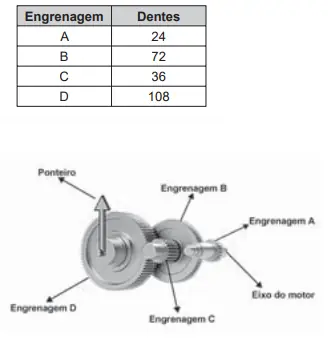 Engrenagem Dentes
A 24
B 72
C 36
D 108
Ponteiro
Engrenagem B
Engrenagem A
Eixo do motor
Engrenagem D
Engrenagem C